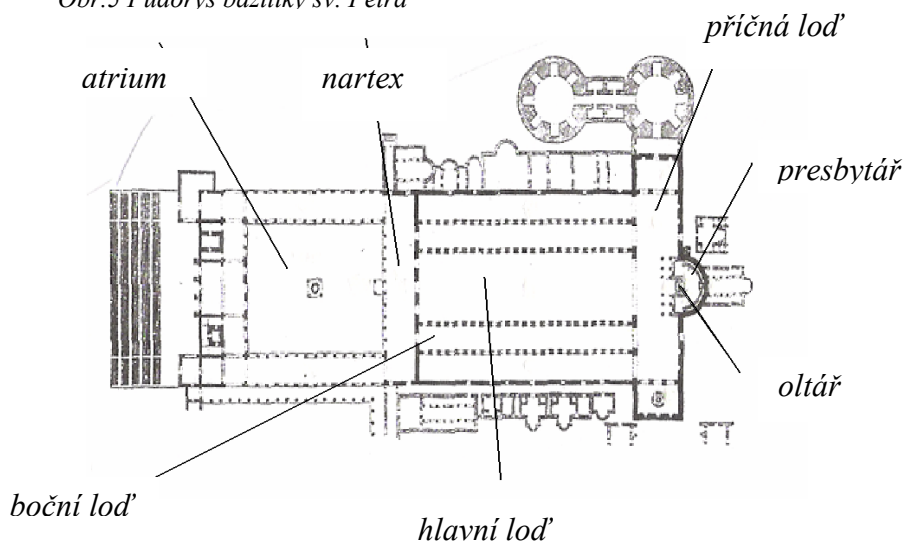 Obr.5 Půdorys baziliky sv. Petra
příčná loď
atrium
nartex
presbytář
oltář
boční loď
hlavní loď